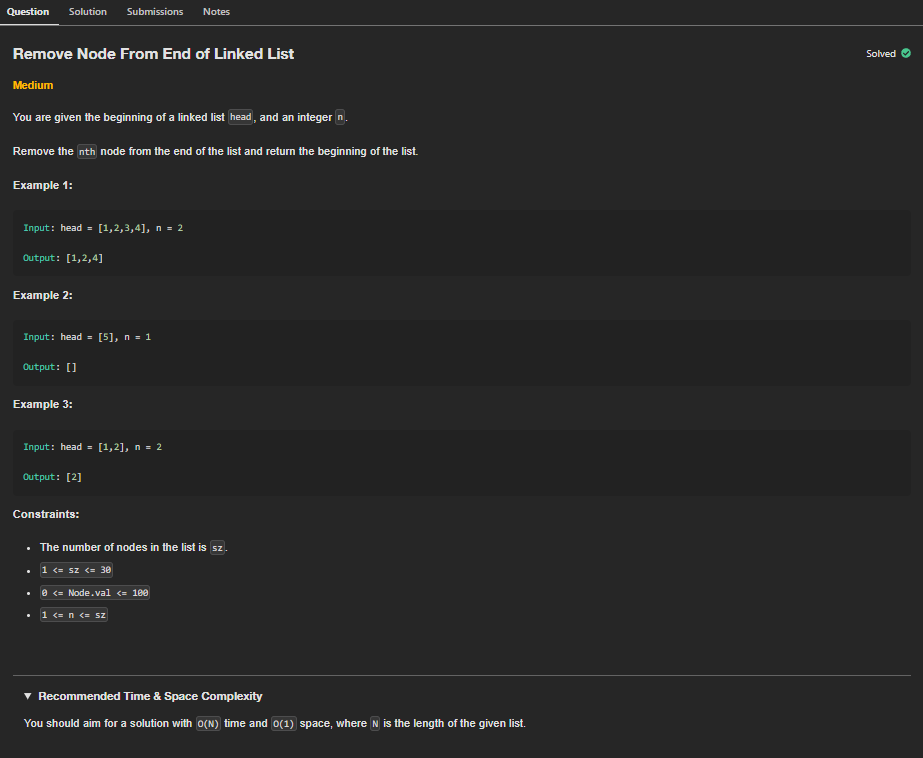 Question Solution Submissions Notes
Remove Node From End of Linked List
Solved
Medium
You are given the beginning of a linked list head, and an integer n.
Remove the nth node from the end of the list and return the beginning of the list.
Example 1:
Input: head = [1,2,3,4], n = 2
Output: [1,2,4]
Example 2:
Input: head = [5], n = 1
Output: []
Example 3:
Input: head = [1,2], n = 2
Output: [2]
Constraints:
• The number of nodes in the list is sz.
• 1 <= sz <= 30
• 0 <= Node.val <= 100
• 1 <= n <= sz
▼ Recommended Time & Space Complexity
You should aim for a solution with O(N) time and O(1) space, where N is the length of the given list.